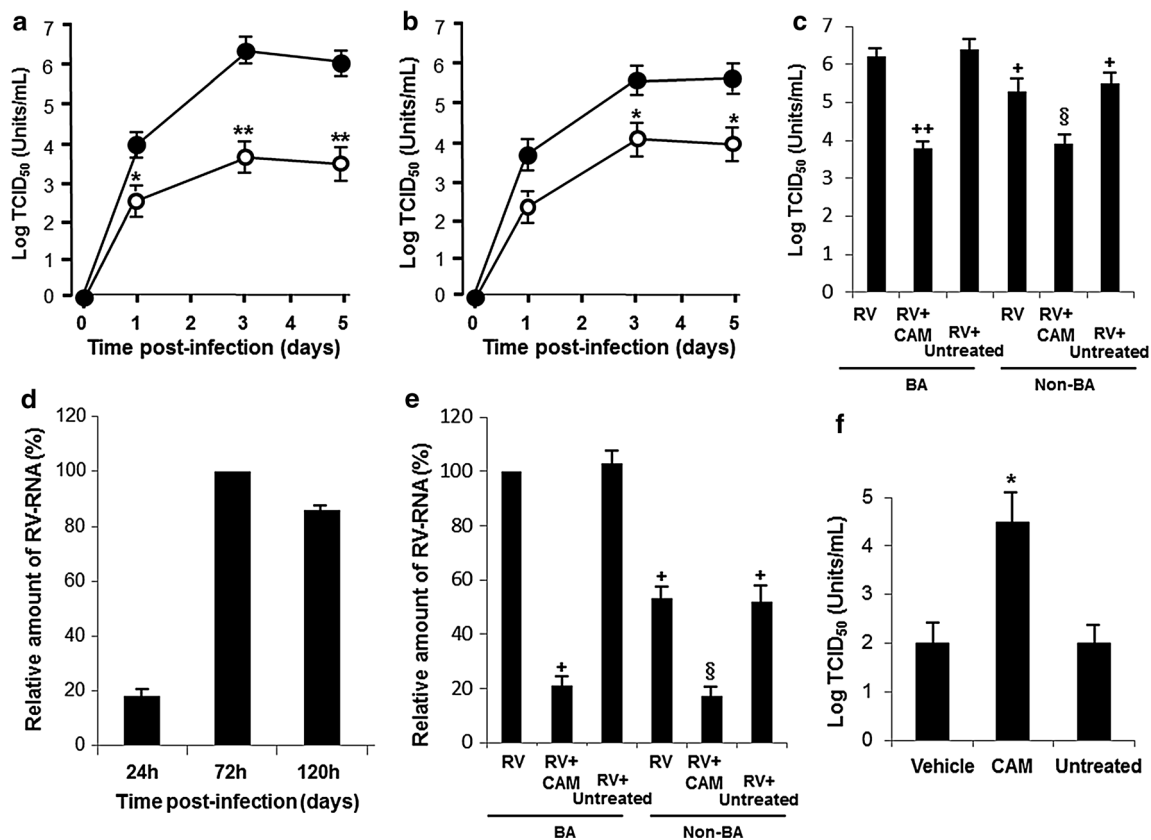 a
Log TCID50 (Units/mL)
7
6
5
4
3
2
1
0
*
**
**
0 1 2 3 4 5
Time post-infection (days)
b
Log TCID50 (Units/mL)
7
6
5
4
3
2
1
0
*
*
0 1 2 3 4 5
Time post-infection (days)
c
Log TCID50 (Units/mL)
7
6
5
4
3
2
1
0
++
+
§
+
RV
RV+
CAM
RV+
Untreated
RV
RV+
CAM
RV+
Untreated
BA
Non-BA
d
Relative amount of RV-RNA (%)
120
100
80
60
40
20
0
24h 72h 120h
Time post-infection (days)
e
Relative amount of RV-RNA (%)
120
100
80
60
40
20
0
+
+
§
+
RV
RV+
CAM
RV+
Untreated
RV
RV+
CAM
RV+
Untreated
BA
Non-BA
f
Log TCID50 (Units/mL)
5
4
2
1
0
*
Vehicle CAM Untreated